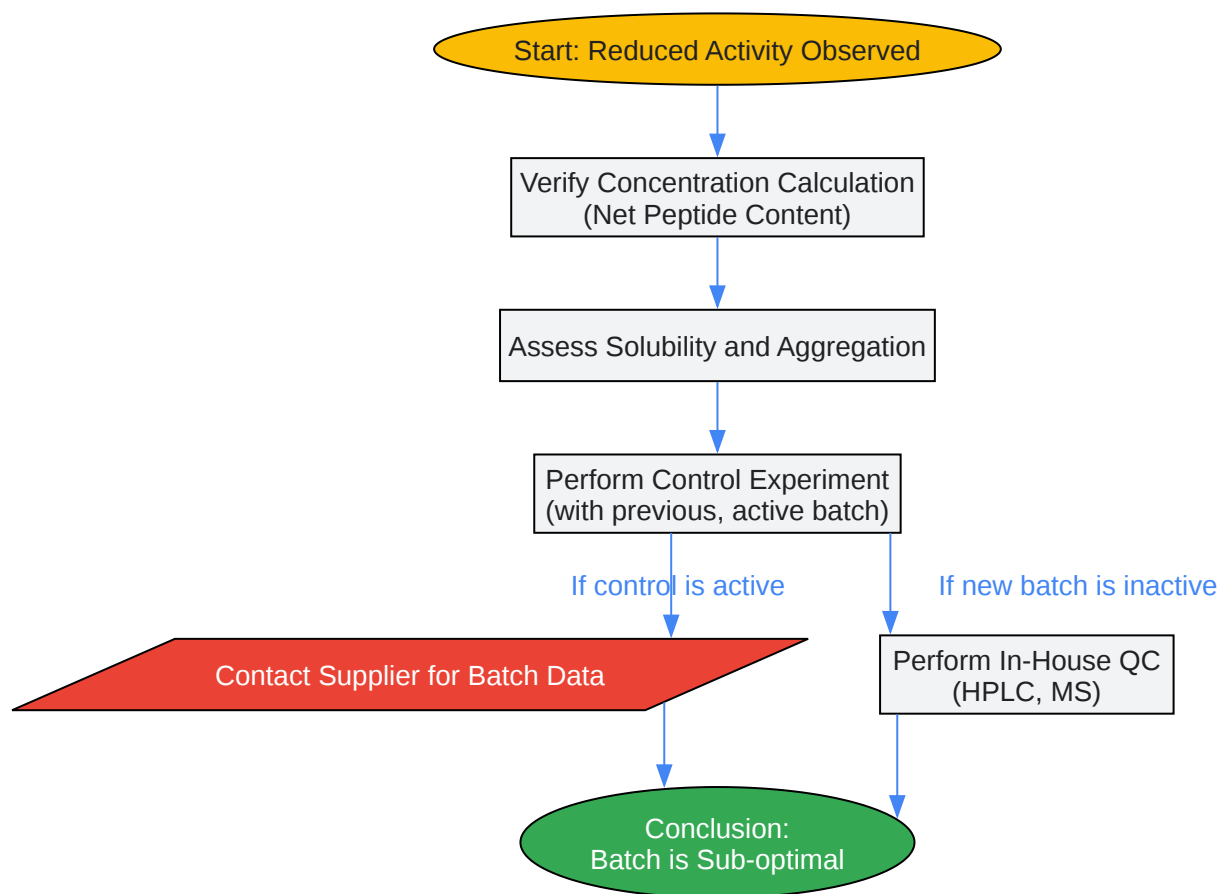 Start: Reduced Activity Observed
Verify Concentration Calculation
(Net Peptide Content)
Assess Solubility and Aggregation
Perform Control Experiment
(with previous, active batch)
If control is active
If new batch is inactive
Contact Supplier for Batch Data
Perform In-House QC
(HPLC, MS)
Conclusion:
Batch is Sub-optimal